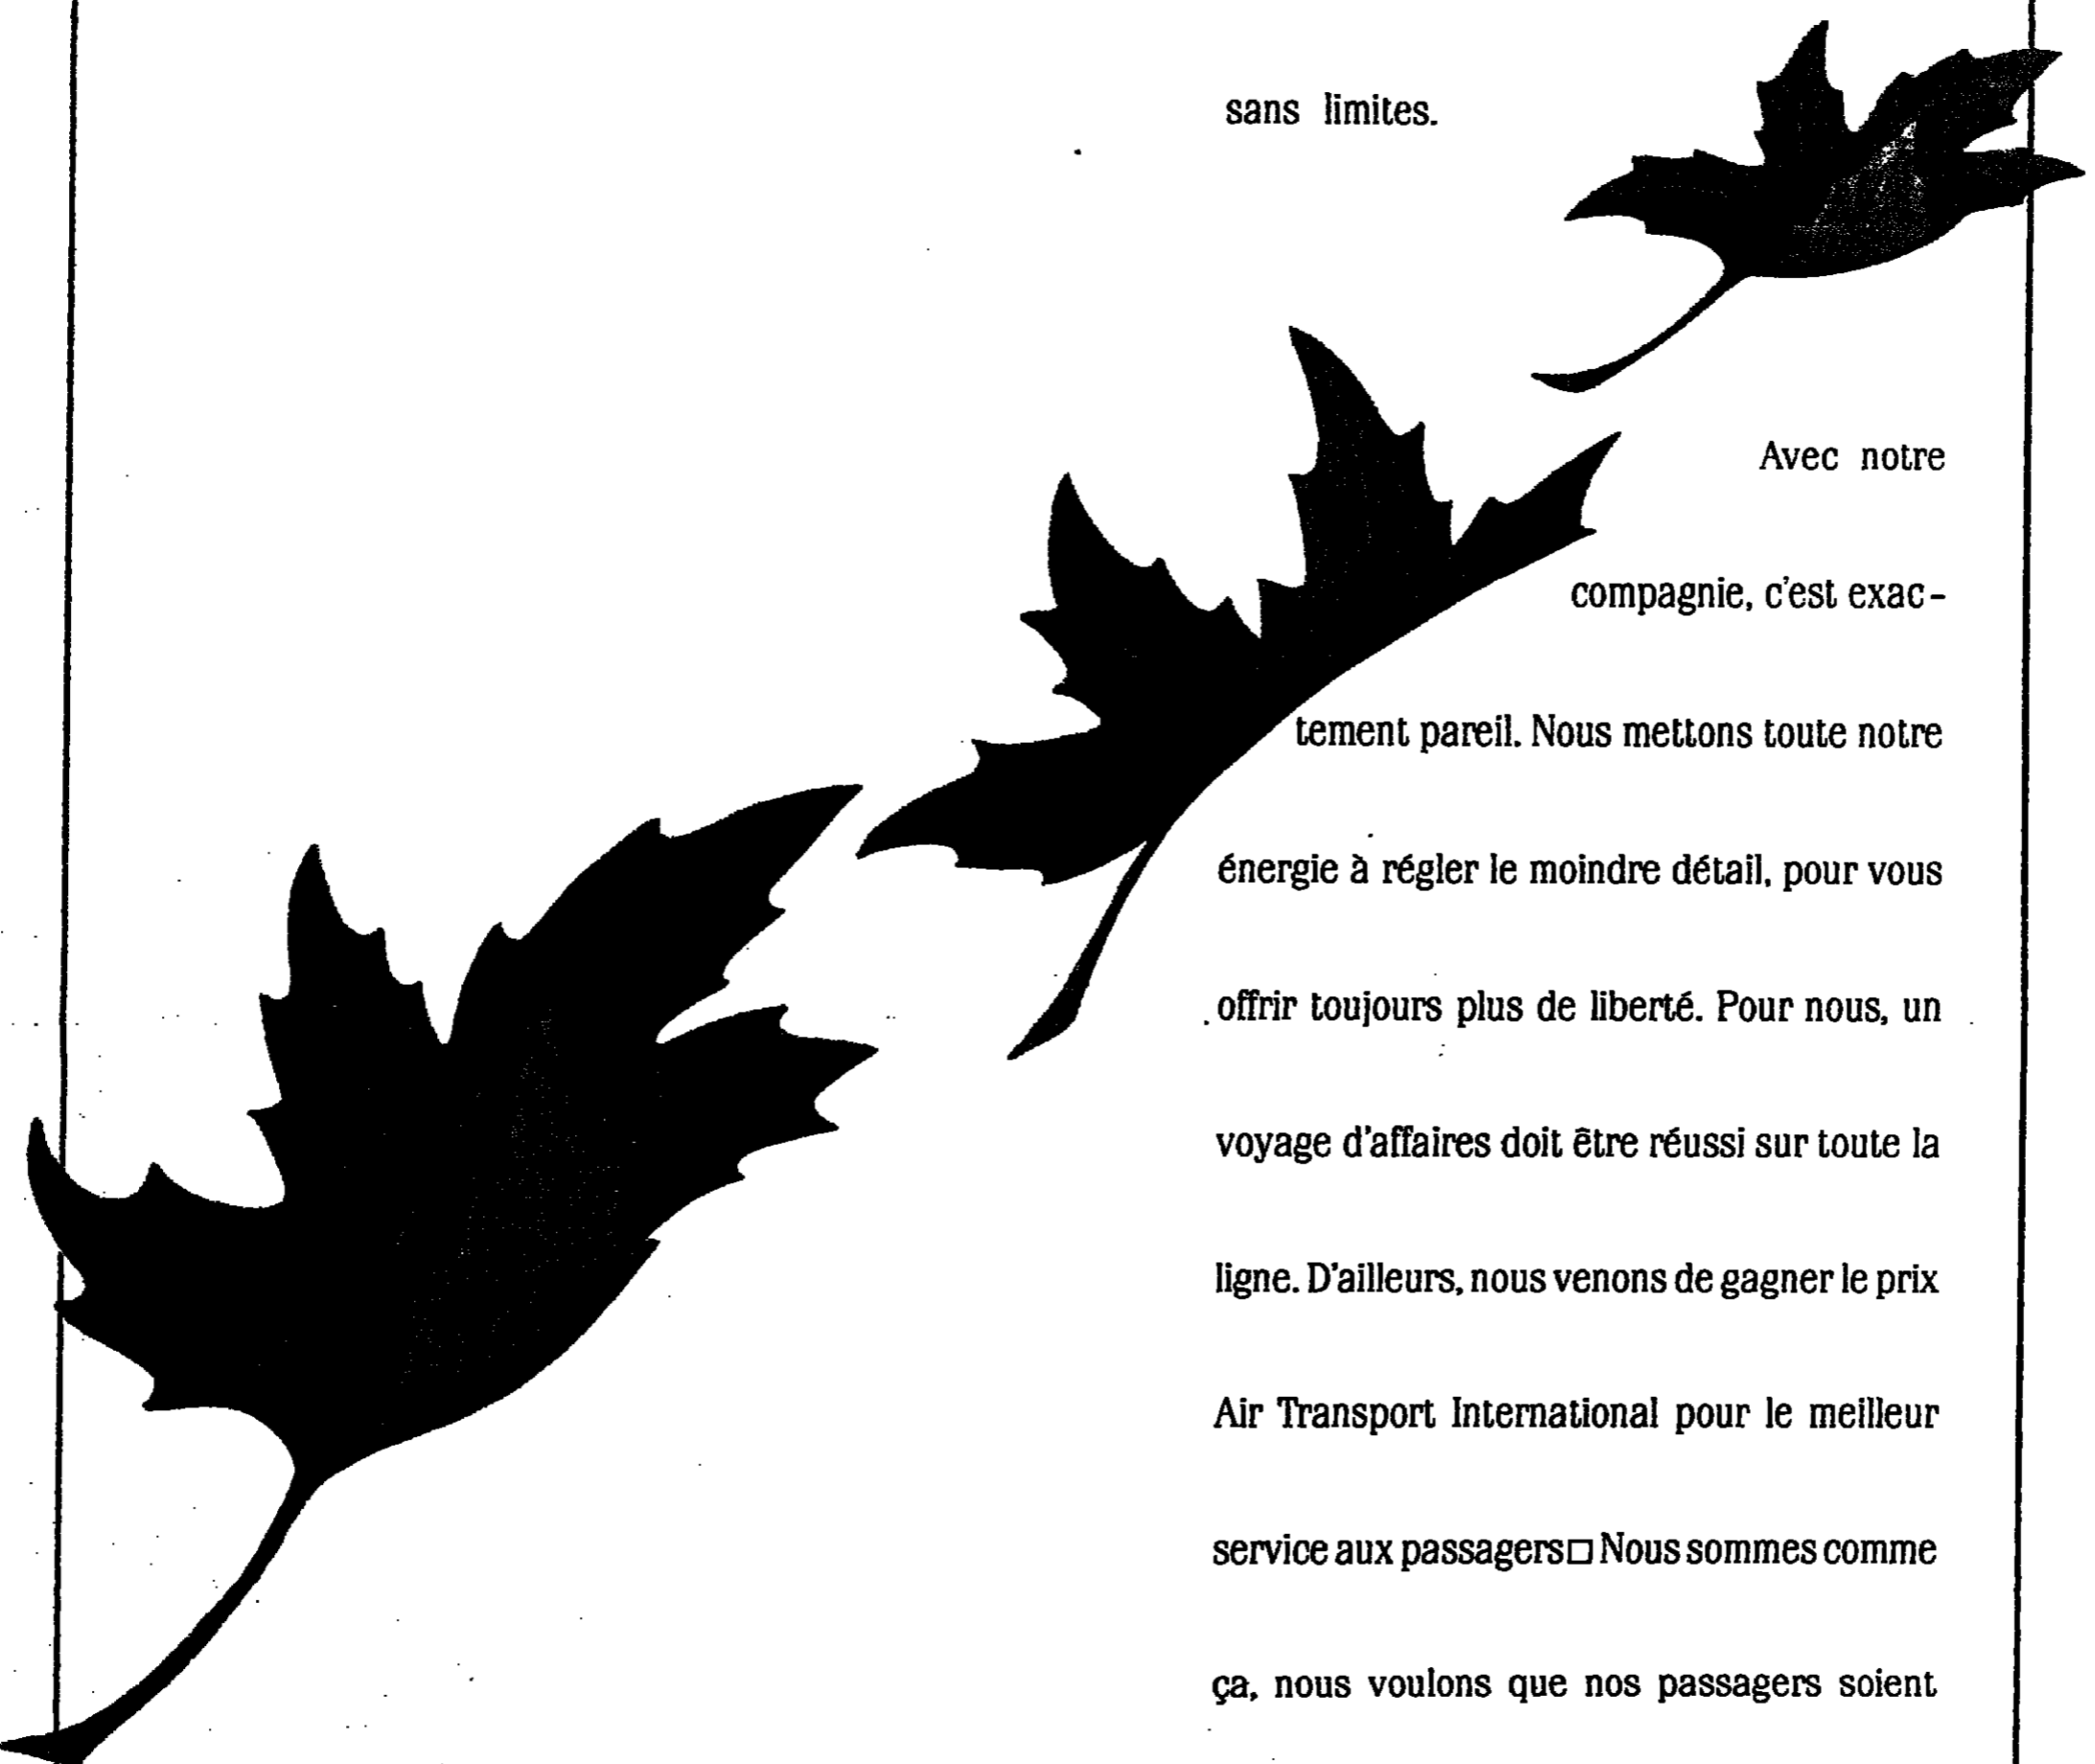 sans limites.
Avec notre
compagnie, c'est exac-
tement pareil. Nous mettons toute notre
énergie à régler le moindre détail, pour vous
offrir toujours plus de liberté. Pour nous, un
voyage d'affaires doit être réussi sur toute la
ligne. D'ailleurs, nous venons de gagner le prix
Air Transport International pour le meilleur
service aux passagers□ Nous sommes comme
ça, nous voulons que nos passagers soient